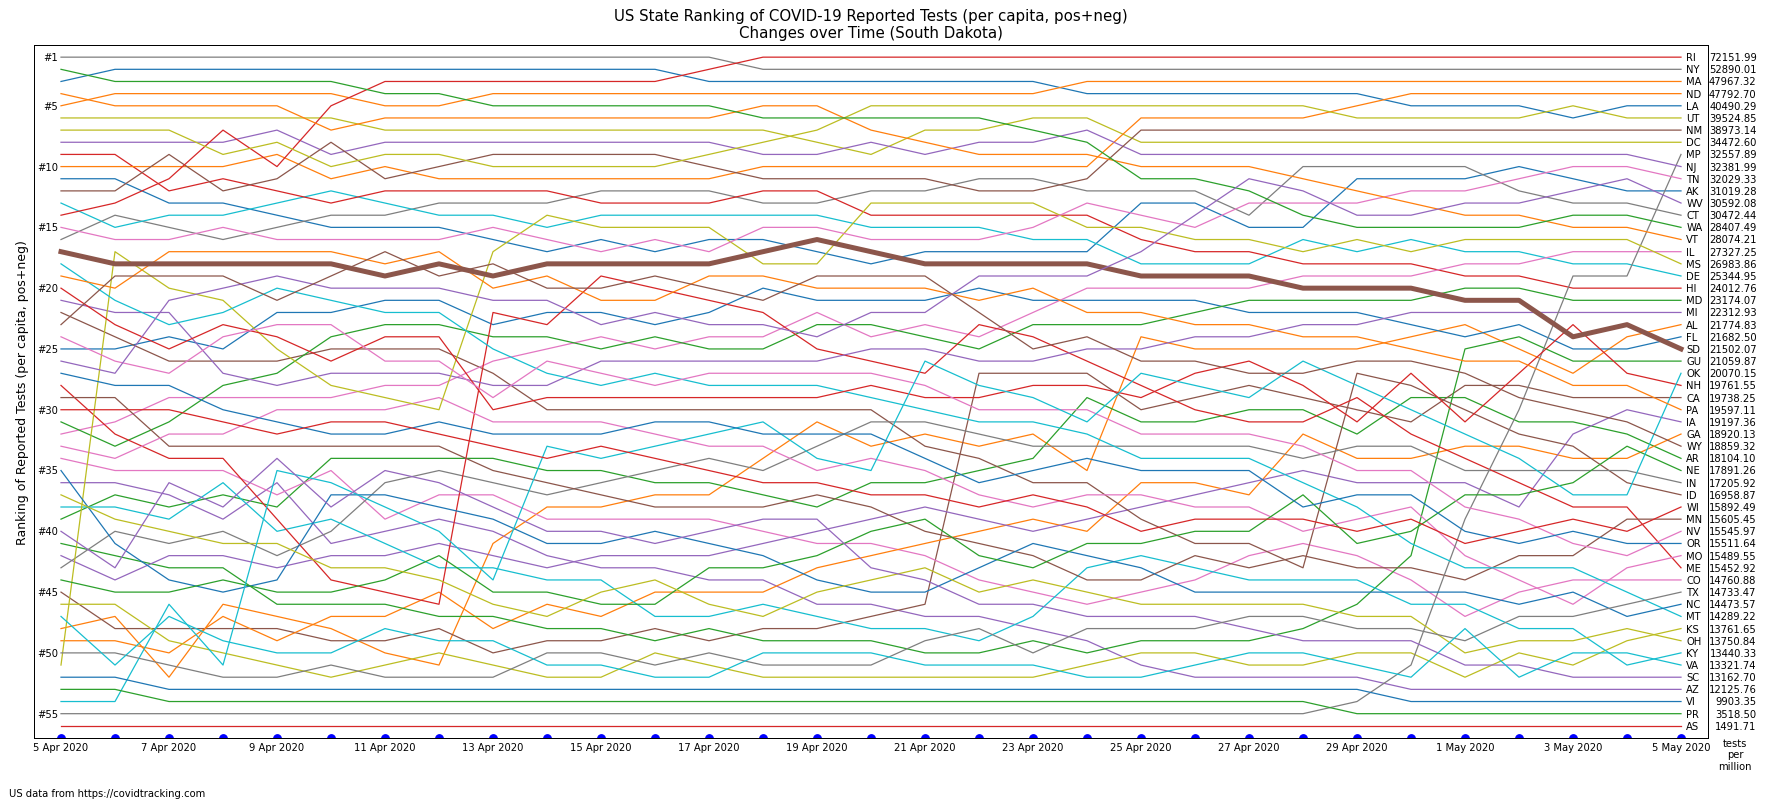 US State Ranking of COVID-19 Reported Tests (per capita, pos+neg)
Changes over Time (South Dakota)
Ranking of Reported Tests (per capita, pos+neg)
#1
#5
#10
#15
#20
#25
#30
#35
#40
#45
#50
#55
RI 72151.99
NY 52890.01
MA 47967.32
ND 47792.70
LA 40490.29
UT 39524.85
NM 38973.14
DC 34472.60
MP 32557.89
NJ 32381.99
TN 32029.33
AK 31019.28
WV 30592.08
CT 30472.44
WA 28407.49
VT 28074.21
IL 27327.25
MS 26983.86
DE 25344.95
HI 24012.76
MD 23174.07
MI 22312.93
AL 21774.83
FL 21682.50
SD 21502.07
GU 21059.87
OK 20070.15
NH 19761.55
CA 19738.25
PA 19597.11
IA 19197.36
GA 18920.13
WY 18859.32
AR 18104.10
NE 17891.26
IN 17205.92
ID 16958.87
WI 15892.49
MN 15605.45
NV 15545.97
OR 15511.64
MO 15489.55
ME 15452.92
CO 14760.88
TX 14733.47
NC 14473.57
MT 14289.22
KS 13761.65
OH 13750.84
KY 13440.33
VA 13321.74
SC 13162.70
AZ 12125.76
VI 9903.35
PR 3518.50
AS 1491.71
5 Apr 2020 7 Apr 2020 9 Apr 2020 11 Apr 2020 13 Apr 2020 15 Apr 2020 17 Apr 2020 19 Apr 2020 21 Apr 2020 23 Apr 2020 25 Apr 2020 27 Apr 2020 29 Apr 2020 1 May 2020 3 May 2020 5 May 2020
tests
per
million
US data from https://covidtracking.com